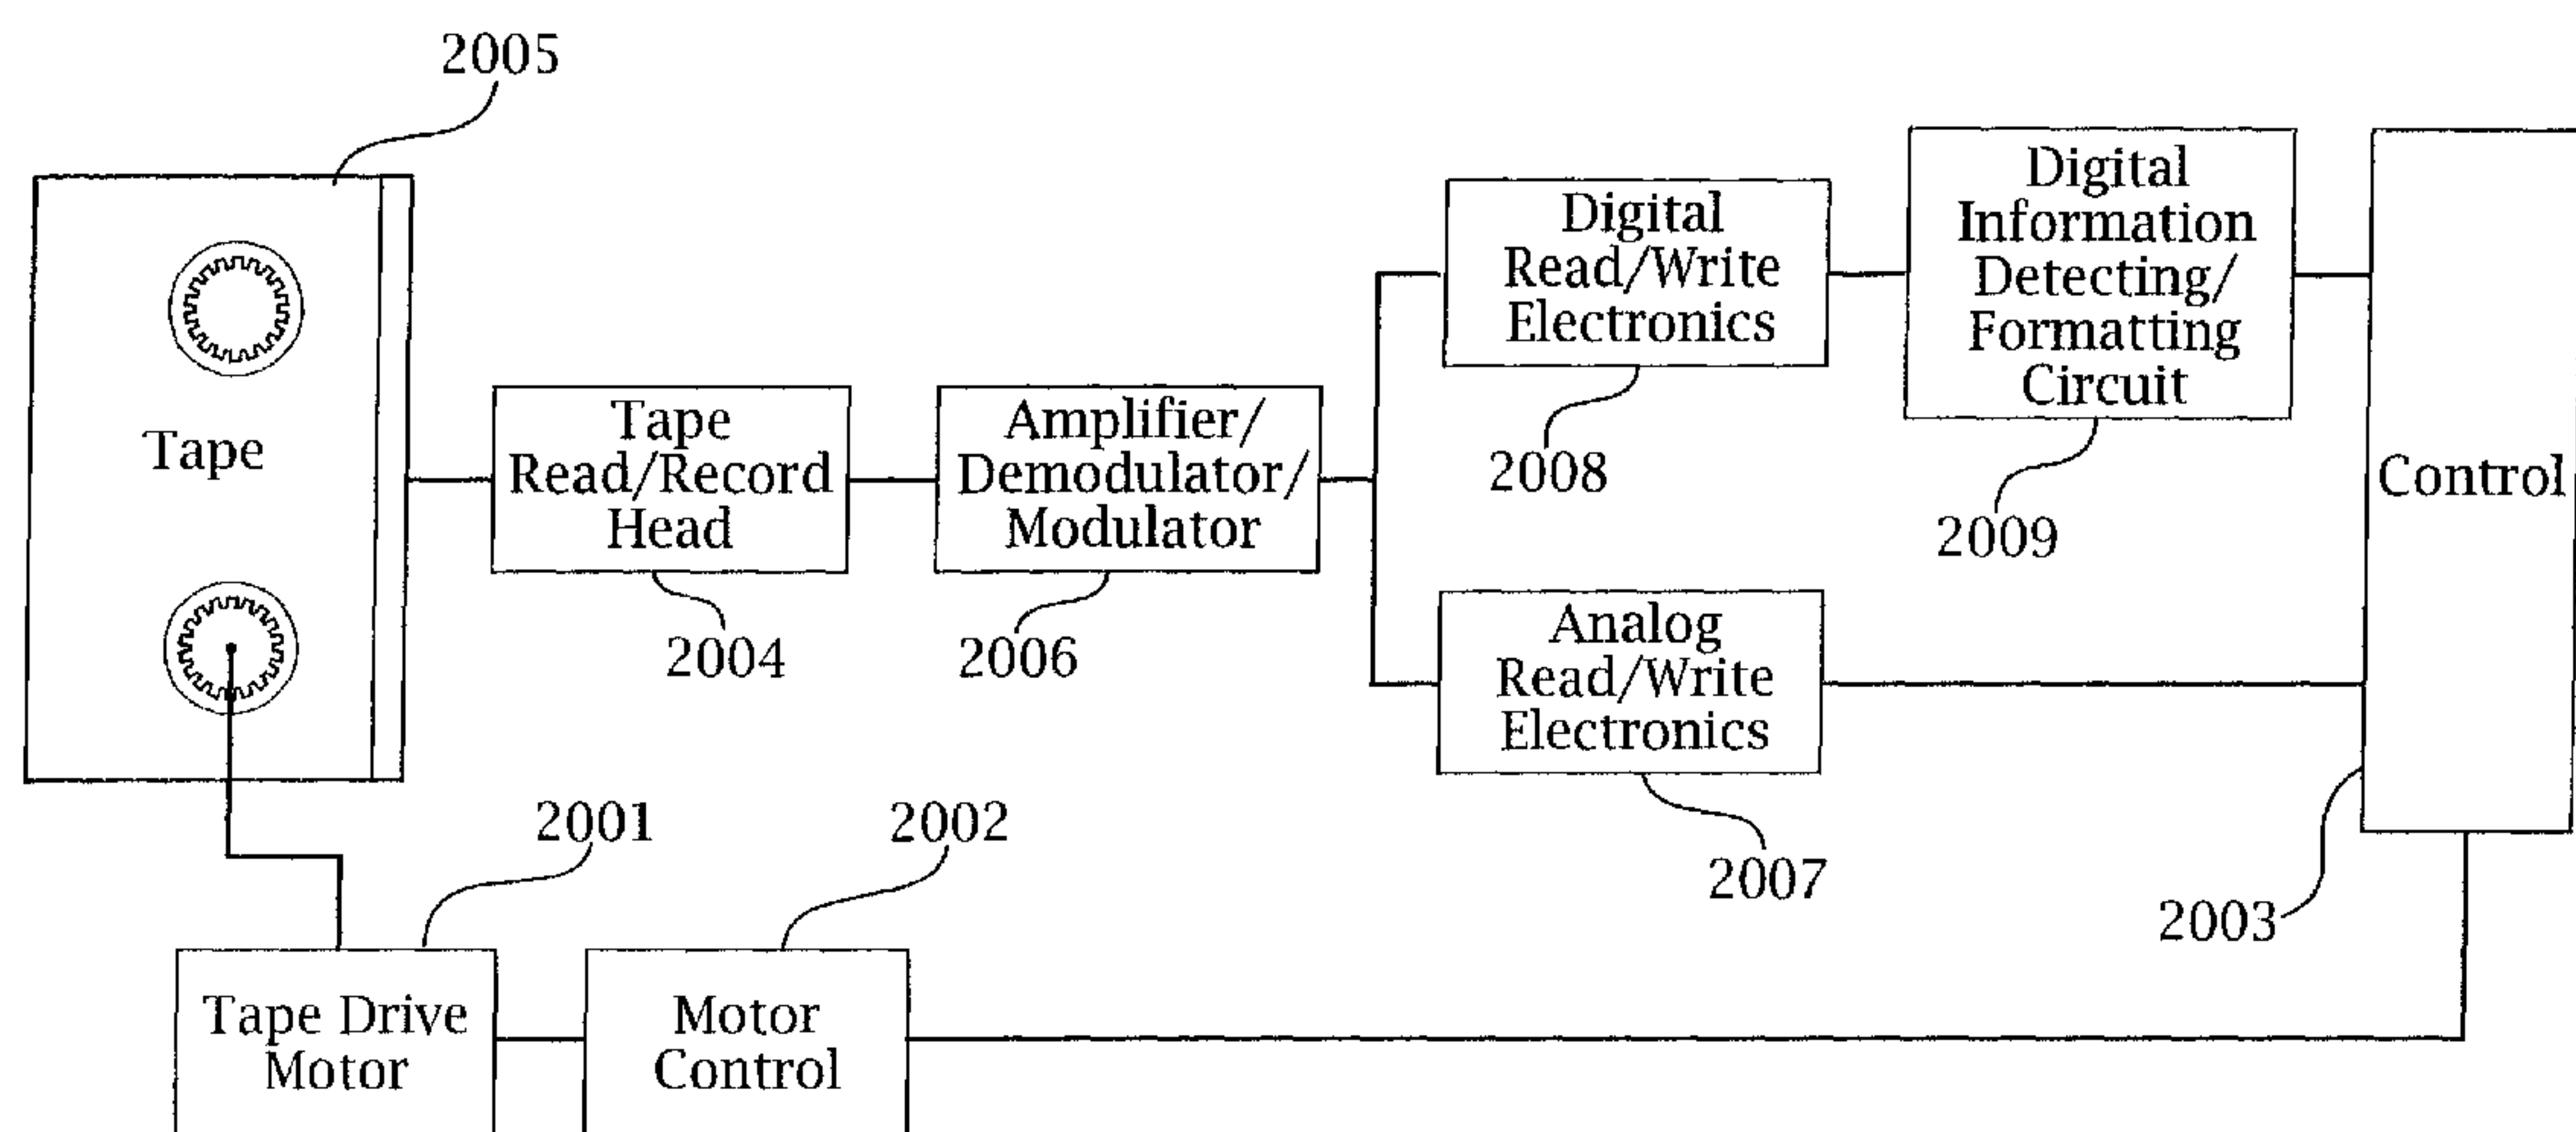 2005
Tape
Tape
Read/Record
Head
2004
Amplifier/
Demodulator/
Modulator
2006
Digital
Read/Write
Electronics
2008
Digital
Information
Detecting/
Formatting
Circuit
2009
Analog
Read/Write
Electronics
2007
Control
2003
2001
Tape Drive
Motor
2002
Motor
Control